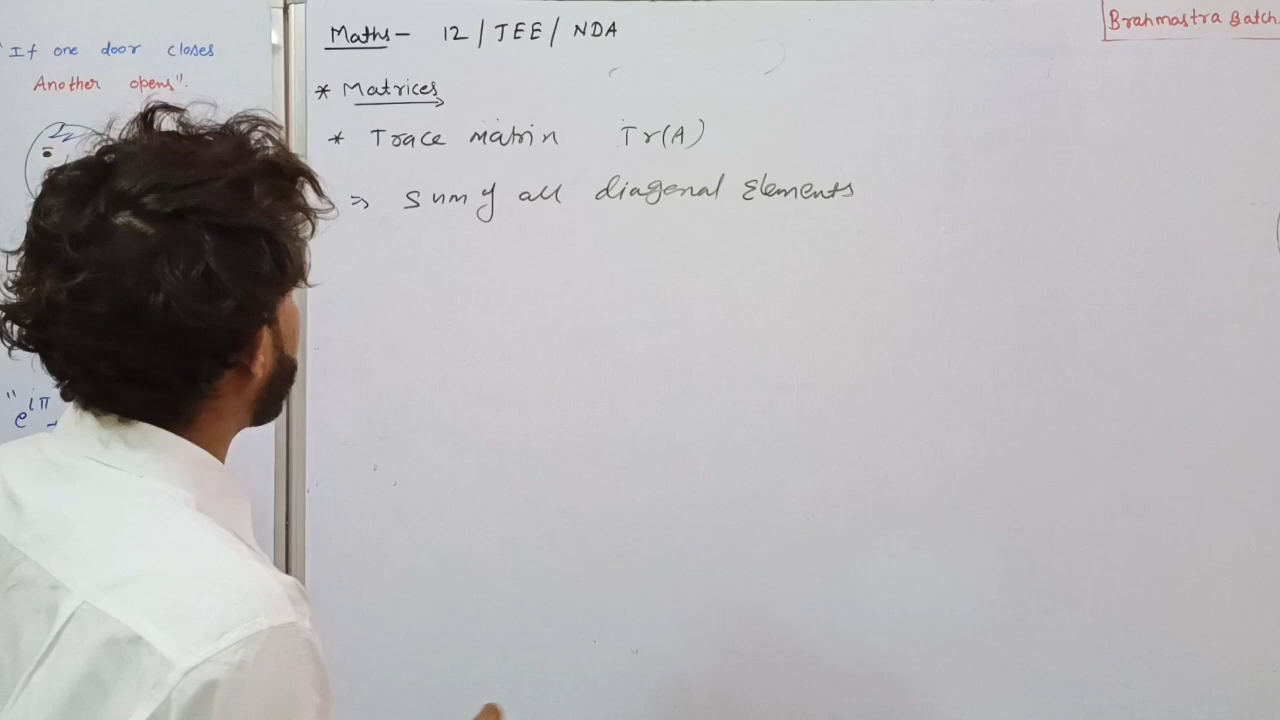 "If one door closes
Another opens".
"e^iπ
Maths - 12 / JEE / NDA
Brahmastra Batch
* Matrices
* Trace matrix Tr(A)
⇒ Sum of all diagonal Elements